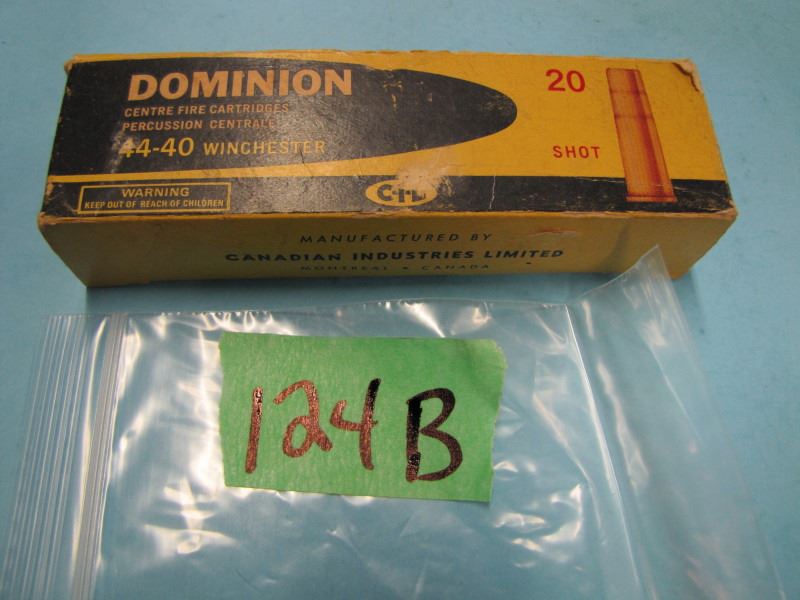 DOMINION
CENTRE FIRE CARTRIDGES
PERCUSSION CENTRALE
44-40 WINCHESTER
WARNING
KEEP OUT OF REACH OF CHILDREN
C-I-L
20
SHOT
MANUFACTURED BY
CANADIAN INDUSTRIES LIMITED
MONTREAL • CANADA
124B